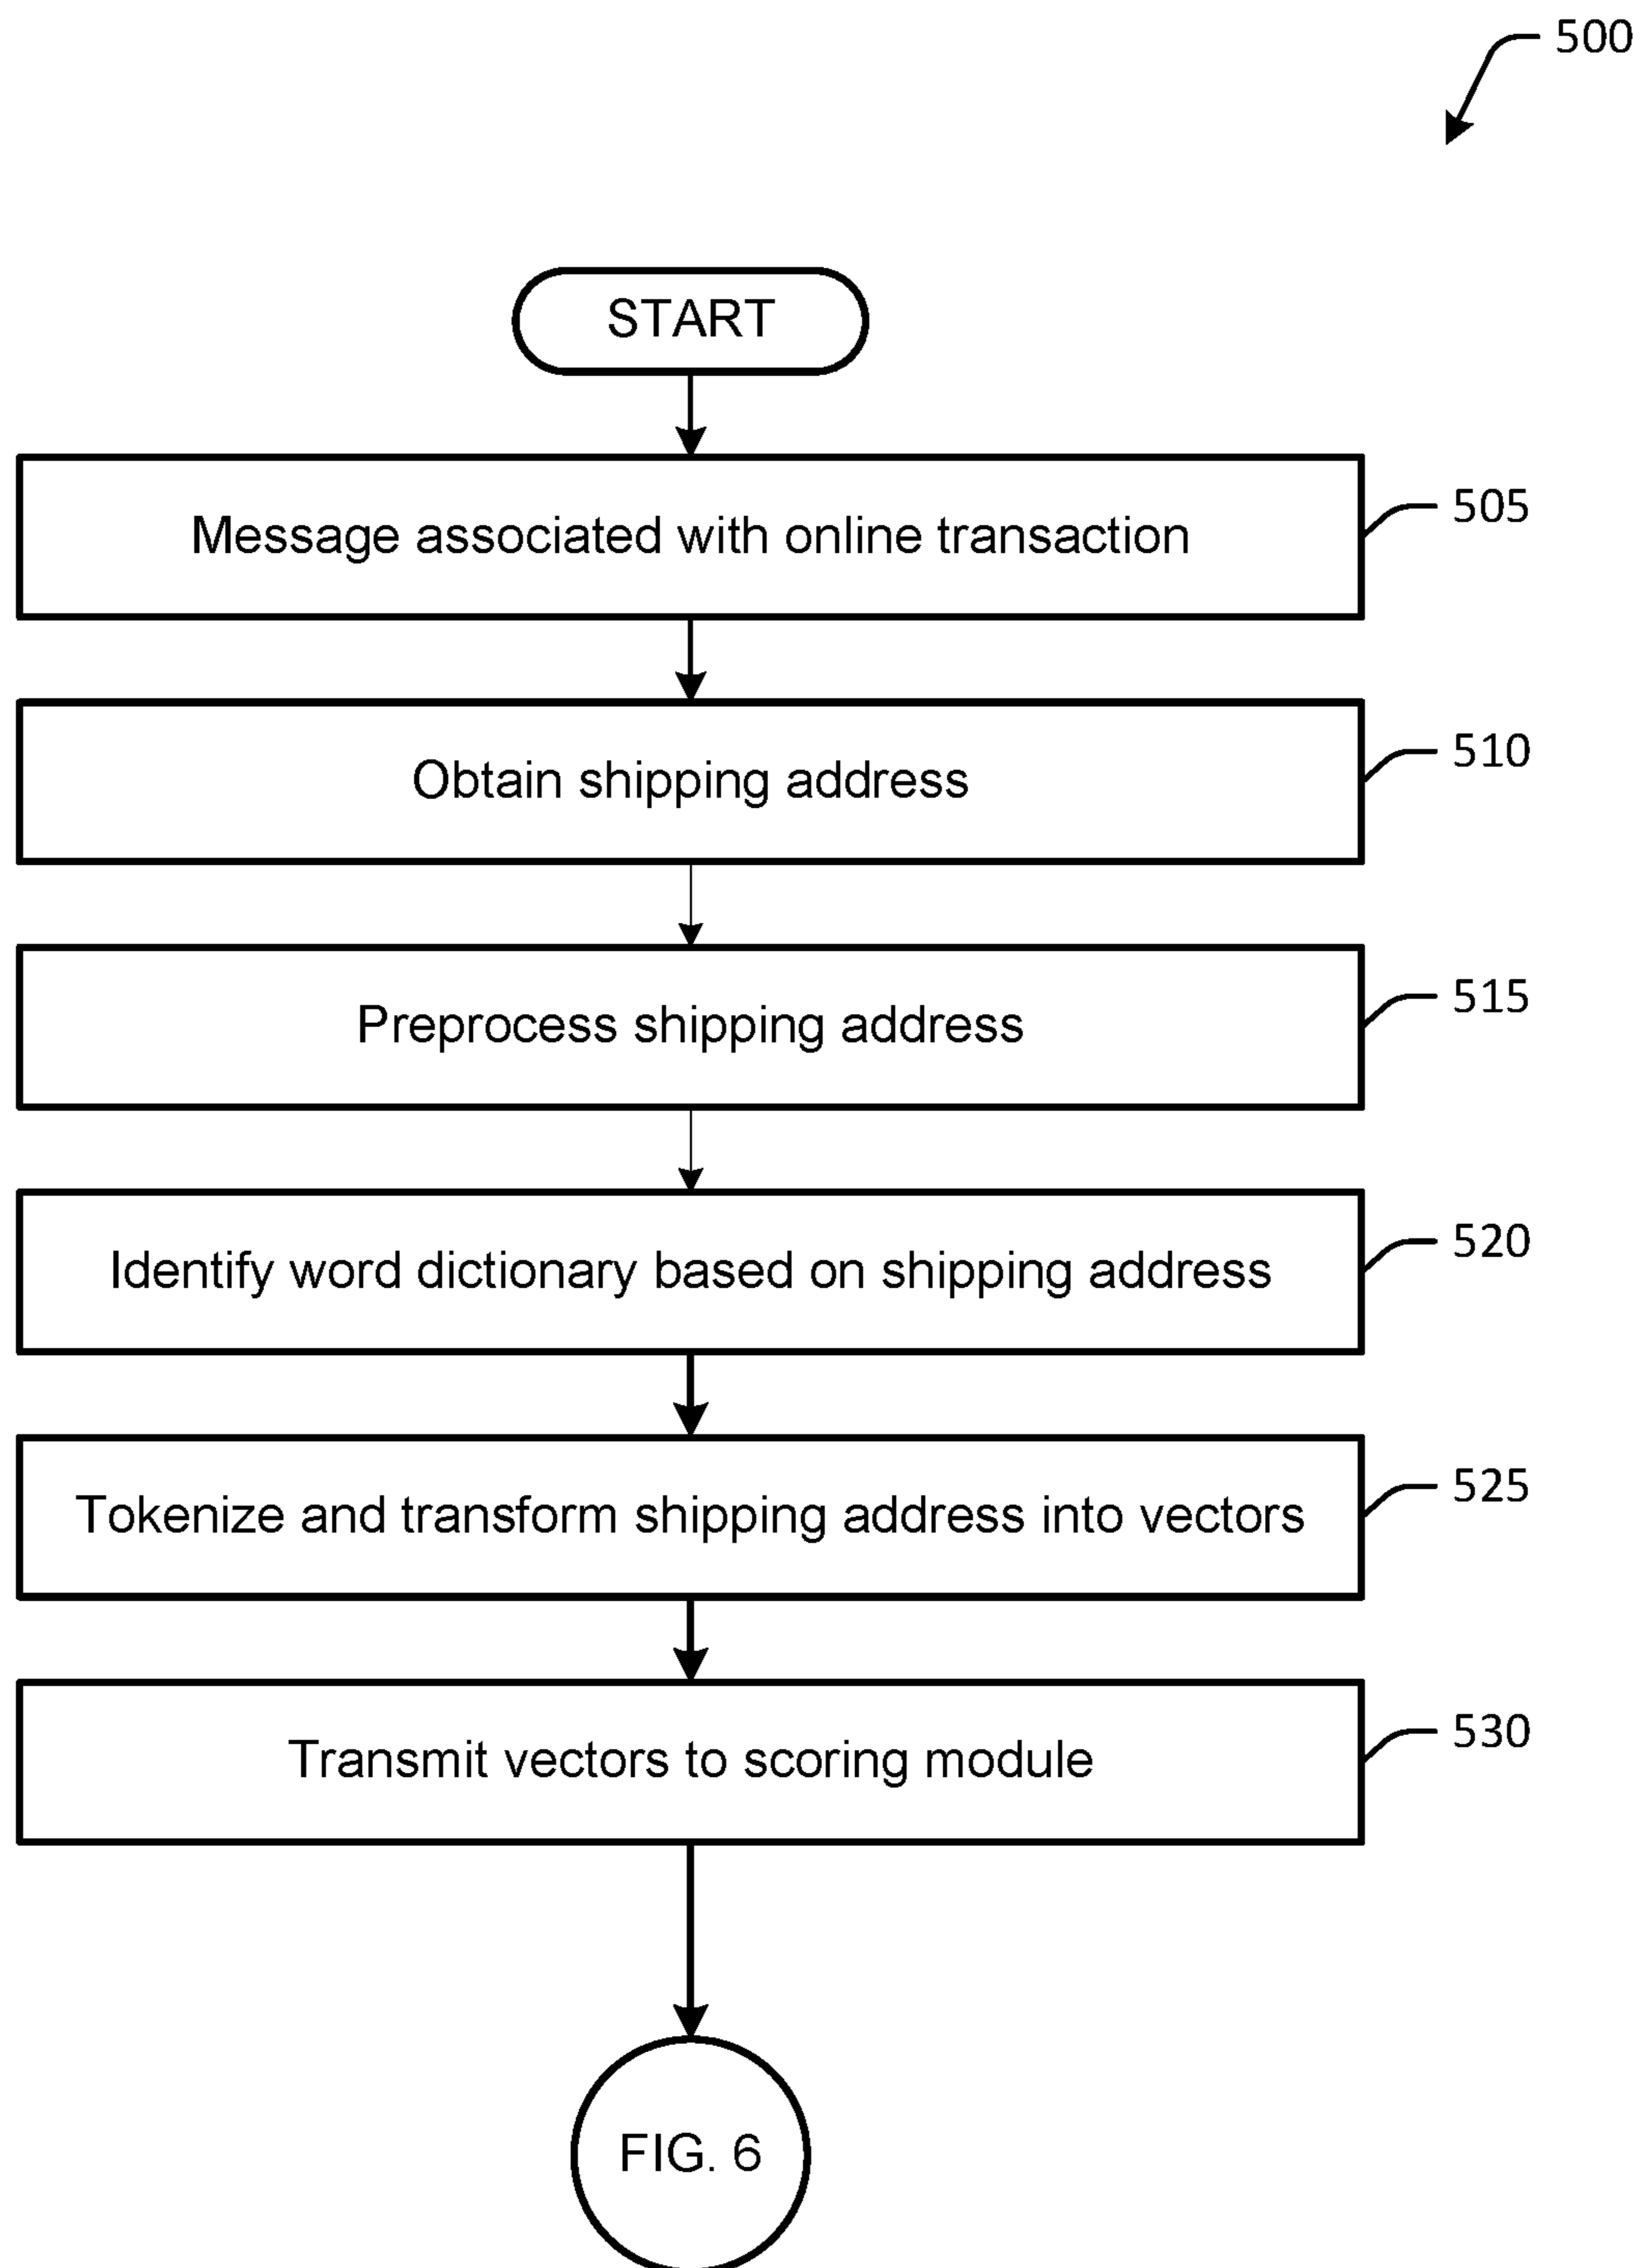 500
START
Message associated with online transaction
505
Obtain shipping address
510
Preprocess shipping address
515
Identify word dictionary based on shipping address
520
Tokenize and transform shipping address into vectors
525
Transmit vectors to scoring module
530
FIG. 6